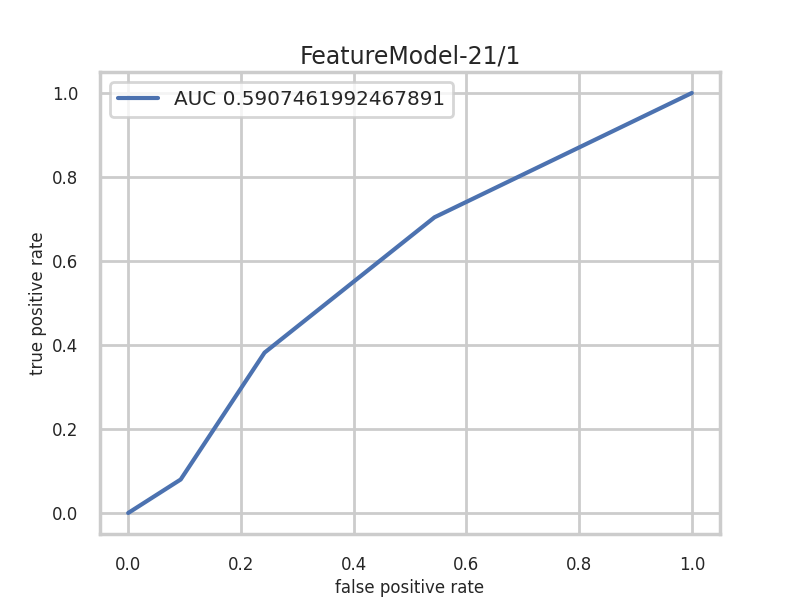 FeatureModel-21/1
AUC 0.5907461992467891
1.0
0.8
0.6
0.4
0.2
0.0
true positive rate
0.0 0.2 0.4 0.6 0.8 1.0
false positive rate